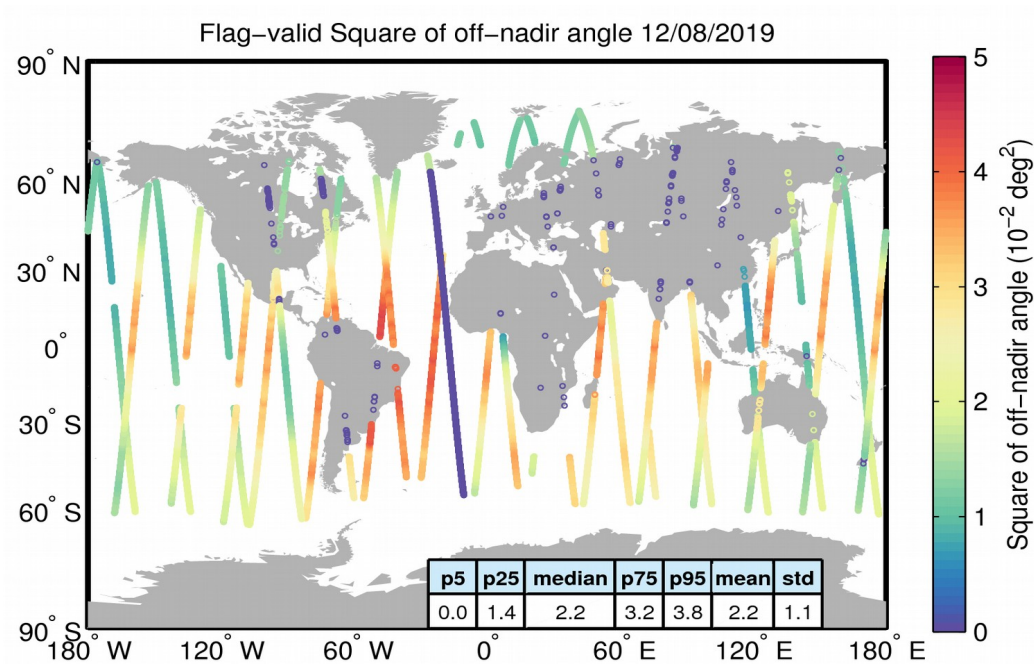 Flag−valid Square of off−nadir angle 12/08/2019
90° N
60° N
30° N
0°
30° S
60° S
90° S
180° W
120° W
60° W
0°
60° E
120° E
180° E
p5 p25 median p75 p95 mean std
0.0 1.4 2.2 3.2 3.8 2.2 1.1
5
4
3
2
1
0
Square of off−nadir angle (10⁻² deg²)